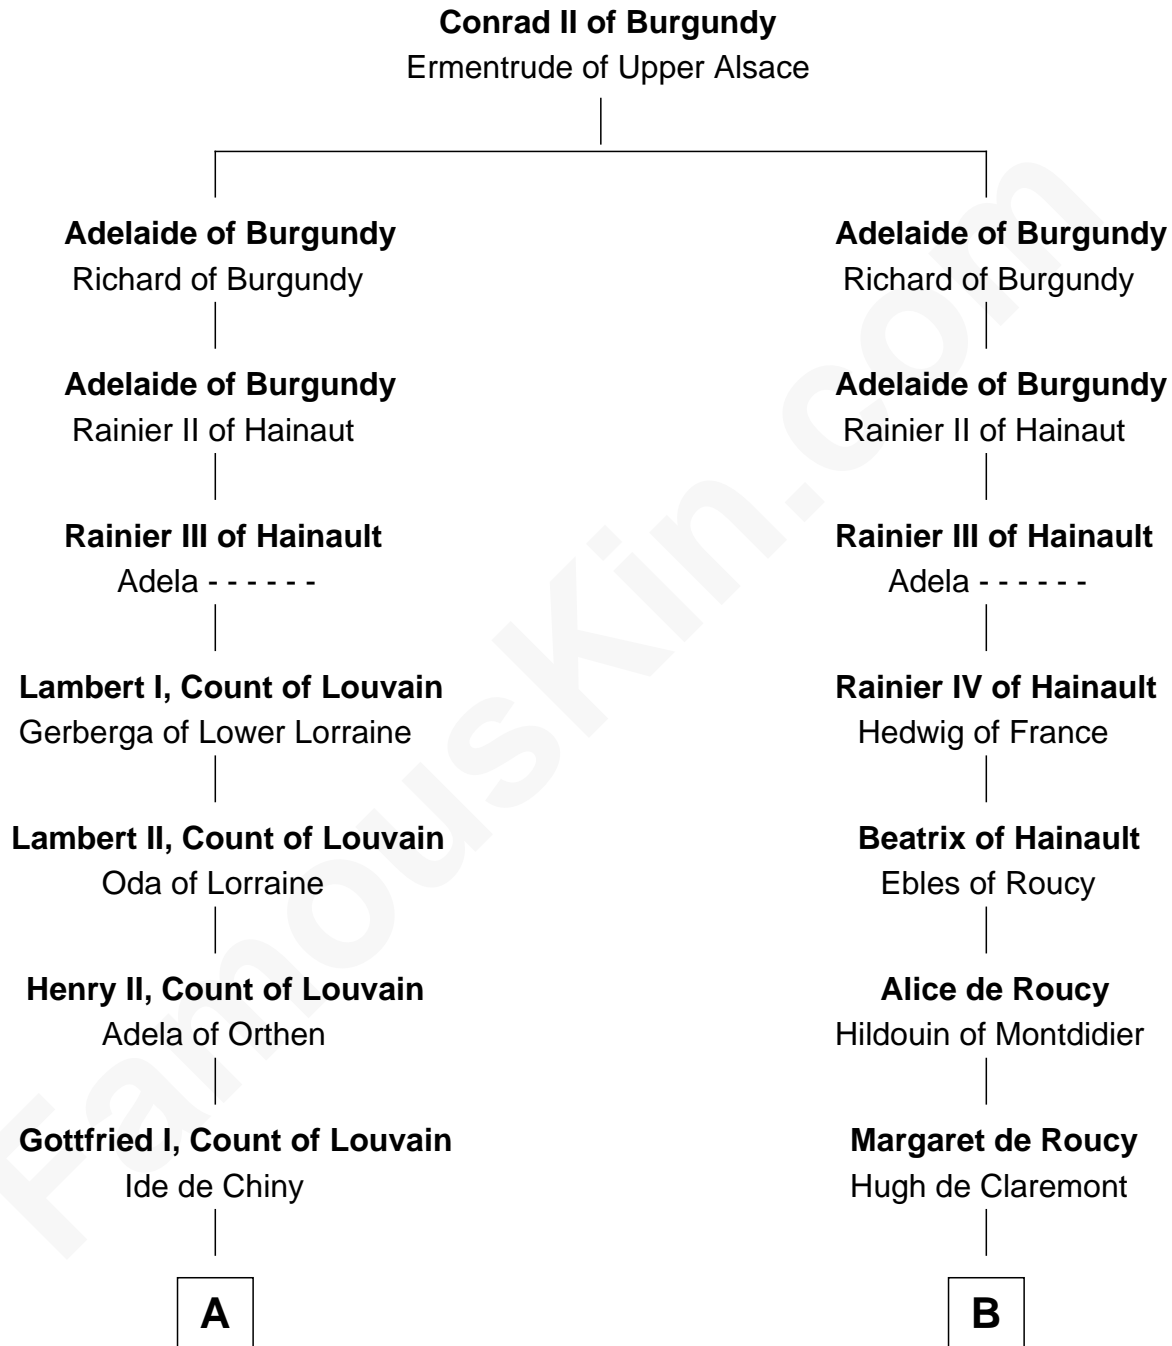 Conrad II of Burgundy
Ermentrude of Upper Alsace
Adelaide of Burgundy
Richard of Burgundy
Adelaide of Burgundy
Richard of Burgundy
Adelaide of Burgundy
Rainier II of Hainaut
Adelaide of Burgundy
Rainier II of Hainaut
Rainier III of Hainault
Adela - - - - - -
Rainier III of Hainault
Adela - - - - - -
Lambert I, Count of Louvain
Gerberga of Lower Lorraine
Rainier IV of Hainault
Hedwig of France
Lambert II, Count of Louvain
Oda of Lorraine
Beatrix of Hainault
Ebles of Roucy
Henry II, Count of Louvain
Adela of Orthen
Alice de Roucy
Hildouin of Montdidier
Gottfried I, Count of Louvain
Ide de Chiny
Margaret de Roucy
Hugh de Claremont
A
B
FamousKin.com